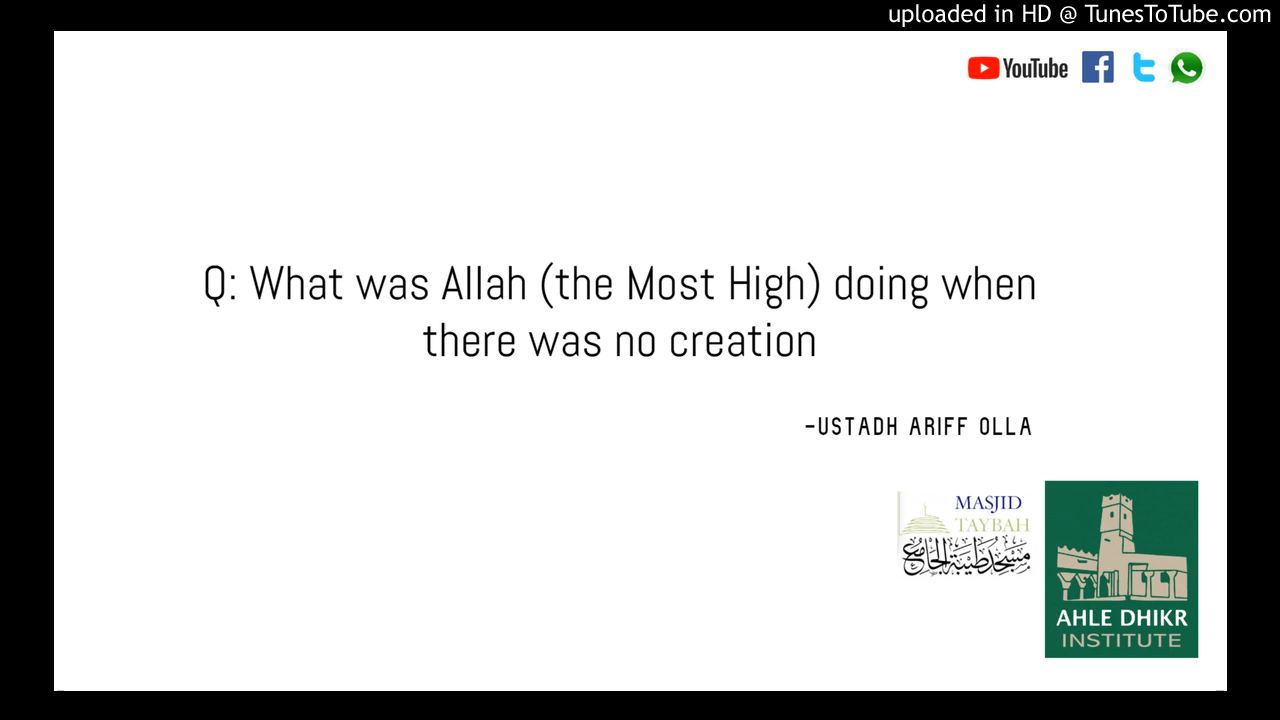 uploaded in HD @ TunesToTube.com
YouTube
Q: What was Allah (the Most High) doing when
there was no creation
-USTADH ARIFF OLLA
MASJID
TAYBAH
مسجد طيبة الجامع
AHLE DHIKR
INSTITUTE